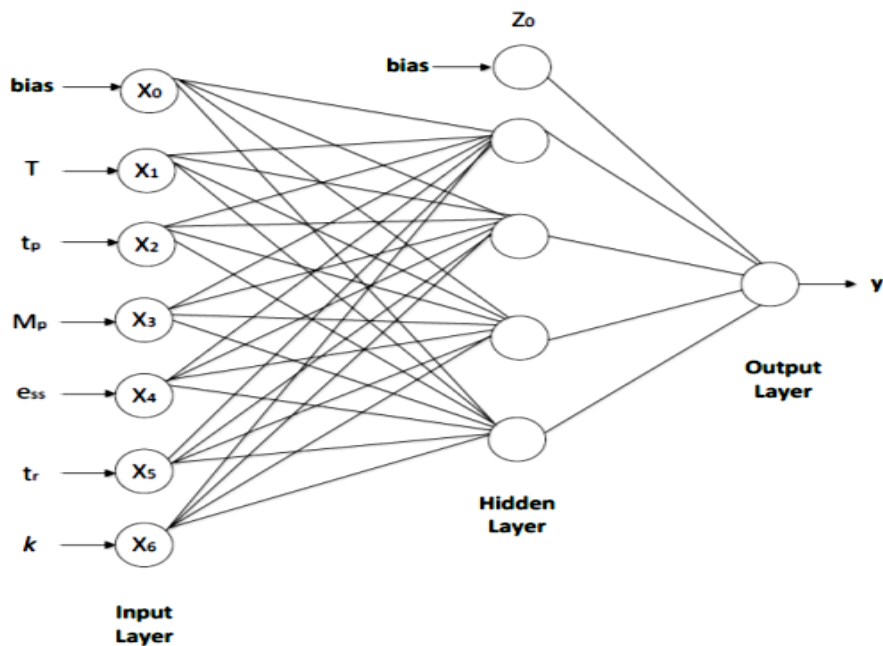 Zo
bias
bias
X₀
T
X₁
tₚ
X₂
Mₚ
X₃
eₛₛ
X₄
tᵣ
X₅
k
X₆
y
Output
Layer
Hidden
Layer
Input
Layer